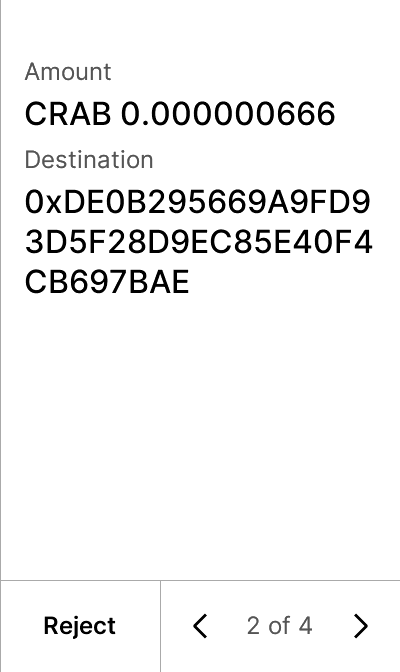 Amount
CRAB 0.000000666
Destination
0xDE0B295669A9FD9
3D5F28D9EC85E40F4
CB697BAE
Reject
2 of 4